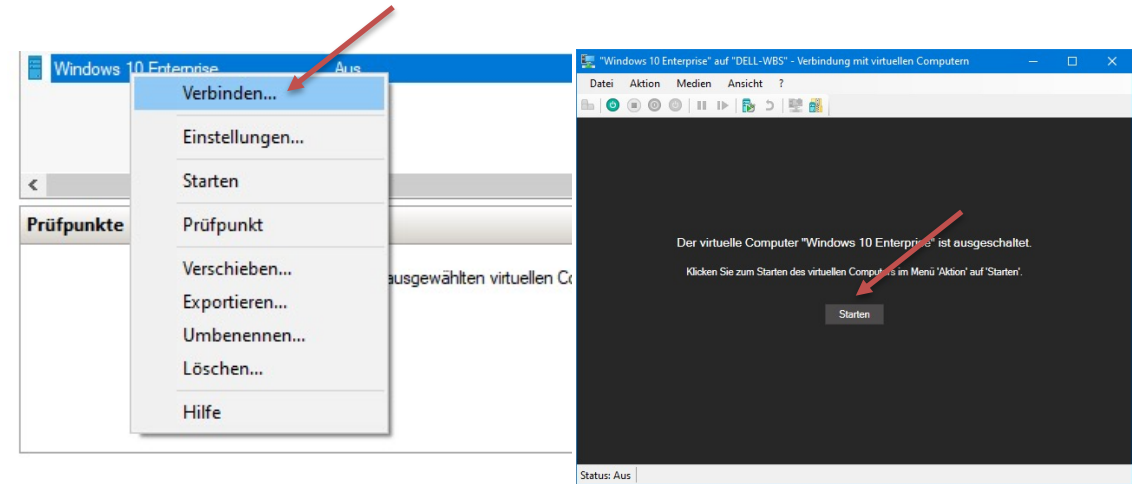 Windows 10 Enterprise Aus
Verbinden...
Einstellungen...
Starten
Prüfpunkt
Verschieben...
Exportieren...
Umbenennen...
Löschen...
Hilfe
Prüfpunkte
ausgewählten virtuellen
"Windows 10 Enterprise" auf "DELL-WBS" - Verbindung mit virtuellen Computern
Datei Aktion Medien Ansicht ?
Der virtuelle Computer "Windows 10 Enterprise" ist ausgeschaltet.
Klicken Sie zum Starten des virtuellen Computers im Menü 'Aktion' auf 'Starten'.
Starten
Status: Aus